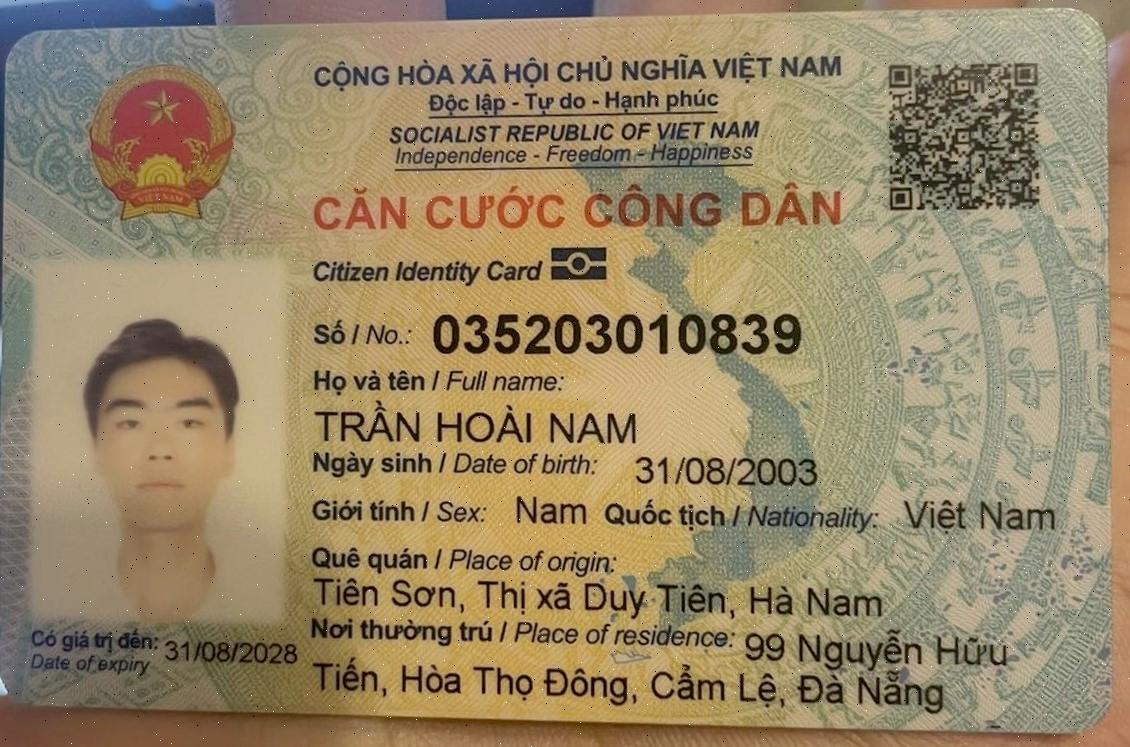 CỘNG HÒA XÃ HỘI CHỦ NGHĨA VIỆT NAM
Độc lập - Tự do - Hạnh phúc
SOCIALIST REPUBLIC OF VIET NAM
Independence - Freedom - Happiness
CĂN CƯỚC CÔNG DÂN
Citizen Identity Card
Số / No.: 035203010839
Họ và tên / Full name:
TRẦN HOÀI NAM
Ngày sinh / Date of birth: 31/08/2003
Giới tính / Sex: Nam Quốc tịch / Nationality: Việt Nam
Quê quán / Place of origin:
Tiên Sơn, Thị xã Duy Tiên, Hà Nam
Nơi thường trú / Place of residence: 99 Nguyễn Hữu
Tiến, Hòa Thọ Đông, Cẩm Lệ, Đà Nẵng
Có giá trị đến: 31/08/2028
Date of expiry
VIỆT NAM